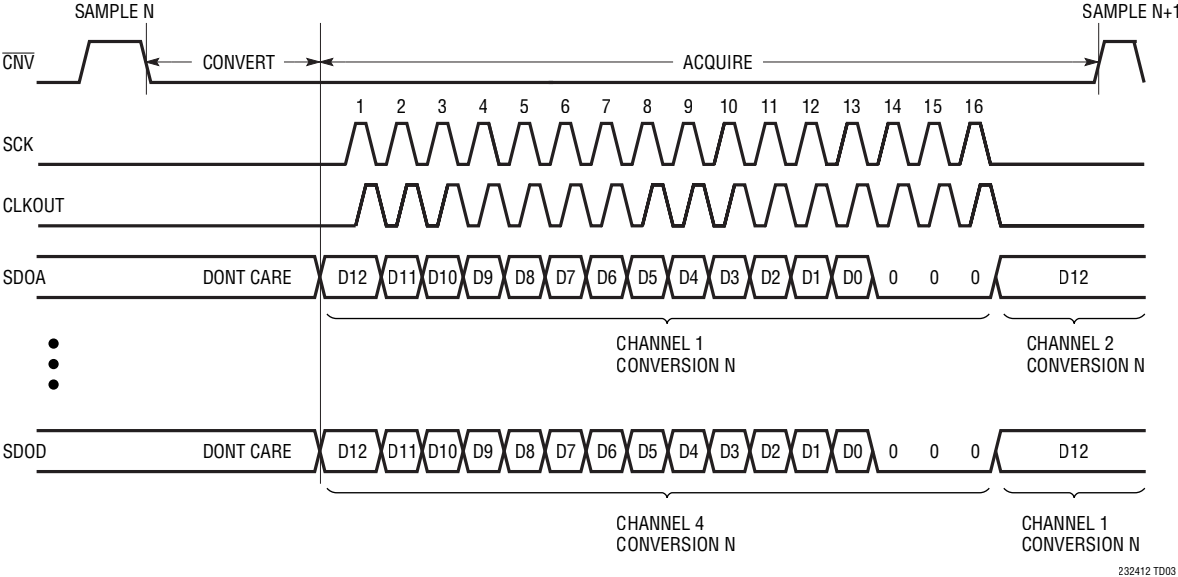 SAMPLE N
SAMPLE N+1
CNV
CONVERT
ACQUIRE
1 2 3 4 5 6 7 8 9 10 11 12 13 14 15 16
SCK
CLKOUT
SDOA
DONT CARE
D12 D11 D10 D9 D8 D7 D6 D5 D4 D3 D2 D1 D0 0 0 0 D12
CHANNEL 1
CONVERSION N
CHANNEL 2
CONVERSION N
SDOD
DONT CARE
D12 D11 D10 D9 D8 D7 D6 D5 D4 D3 D2 D1 D0 0 0 0 D12
CHANNEL 4
CONVERSION N
CHANNEL 1
CONVERSION N
232412 TD03